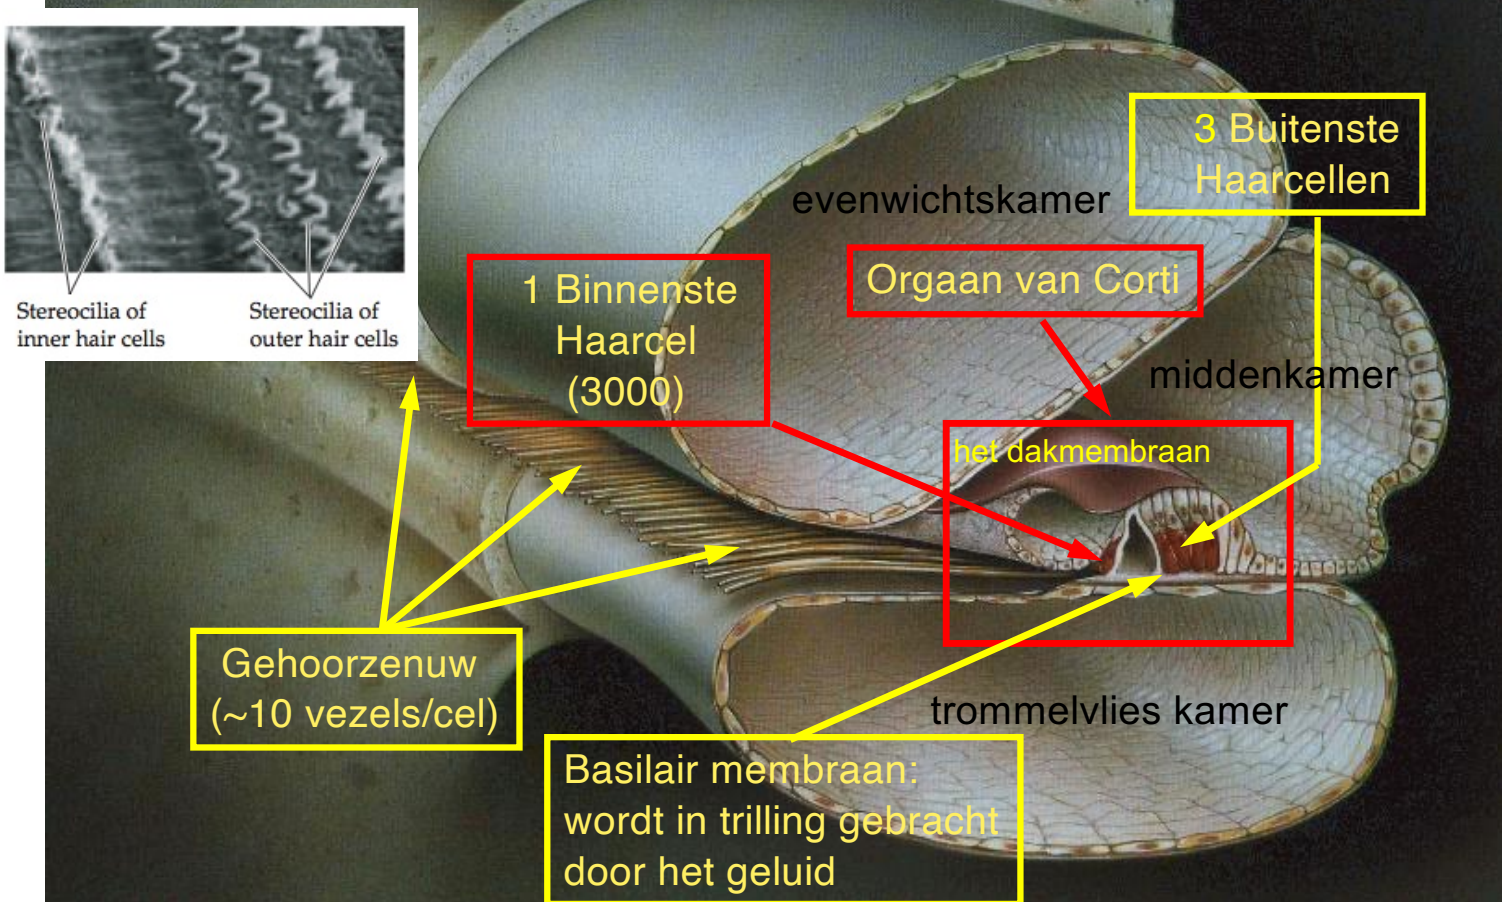 Stereocilia of
inner hair cells
Stereocilia of
outer hair cells
3 Buitenste
Haarcellen
evenwichtskamer
1 Binnenste
Haarcel
(3000)
Orgaan van Corti
middenkamer
het dakmembraan
Gehoorzenuw
(~10 vezels/cel)
trommelvlies kamer
Basilair membraan:
wordt in trilling gebracht
door het geluid